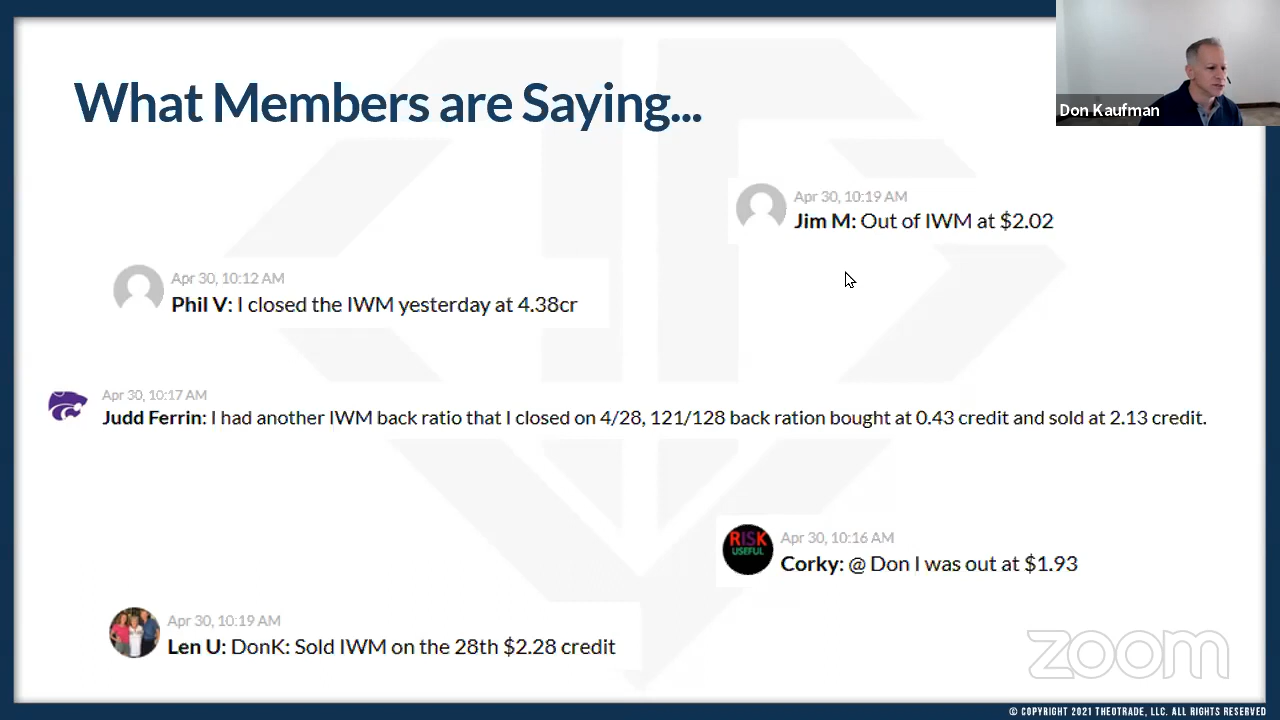 What Members are Saying...
Don Kaufman
Apr 30, 10:19 AM
Jim M: Out of IWM at $2.02
Apr 30, 10:12 AM
Phil V: I closed the IWM yesterday at 4.38cr
Apr 30, 10:17 AM
Judd Ferrin: I had another IWM back ratio that I closed on 4/28, 121/128 back ration bought at 0.43 credit and sold at 2.13 credit.
RISK
USEFUL
Apr 30, 10:16 AM
Corky: @ Don I was out at $1.93
Apr 30, 10:19 AM
Len U: DonK: Sold IWM on the 28th $2.28 credit
zoom
© COPYRIGHT 2021 THEOTRADE, LLC. ALL RIGHTS RESERVED